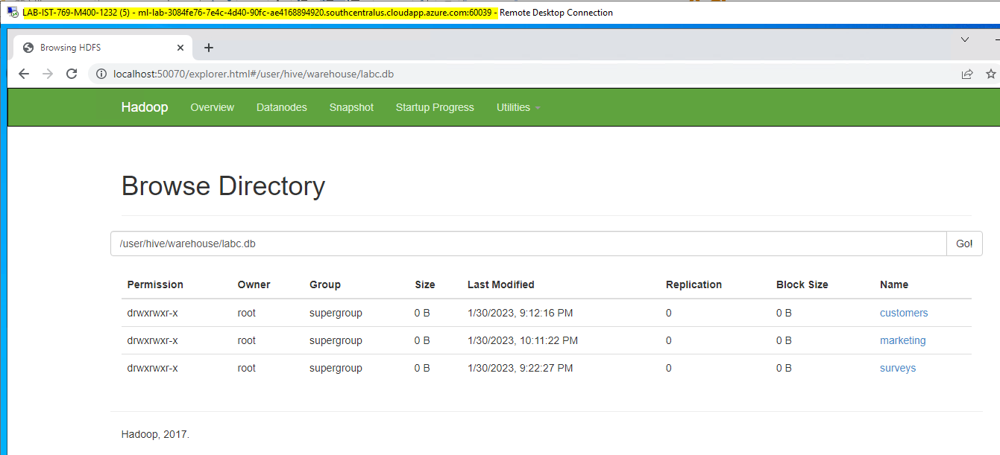 LAB-IST-769-M400-1232 (5) - ml-lab-3084fe76-7e4c-4d40-90fc-ae4168894920.southcentralus.cloudapp.azure.com:60039 - Remote Desktop Connection
Browsing HDFS
localhost:50070/explorer.html#/user/hive/warehouse/labc.db
Hadoop Overview Datanodes Snapshot Startup Progress Utilities
Browse Directory
/user/hive/warehouse/labc.db Go!
Permission Owner Group Size Last Modified Replication Block Size Name
drwxrwxr-x root supergroup 0 B 1/30/2023, 9:12:16 PM 0 0 B customers
drwxrwxr-x root supergroup 0 B 1/30/2023, 10:11:22 PM 0 0 B marketing
drwxrwxr-x root supergroup 0 B 1/30/2023, 9:22:27 PM 0 0 B surveys
Hadoop, 2017.